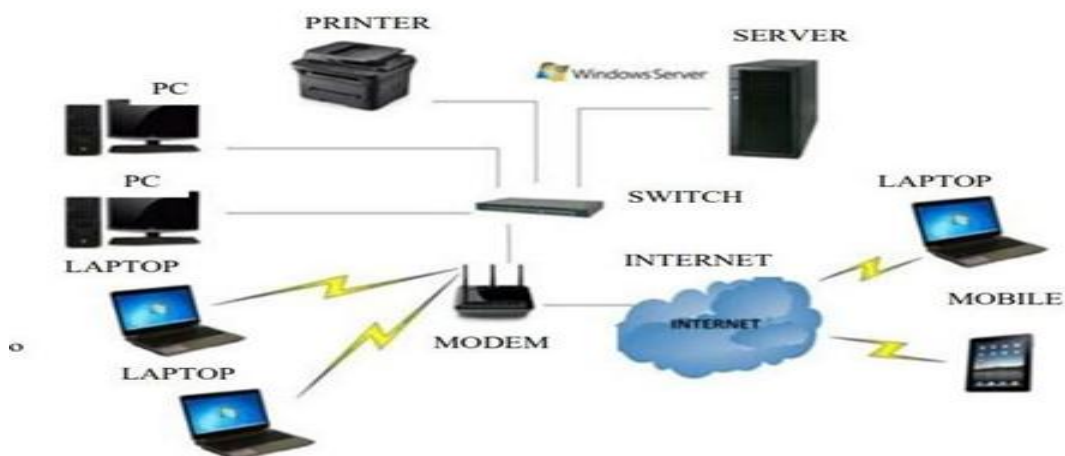 PRINTER
SERVER
Windows Server
PC
PC
SWITCH
LAPTOP
LAPTOP
INTERNET
INTERNET
MODEM
MOBILE
o
LAPTOP